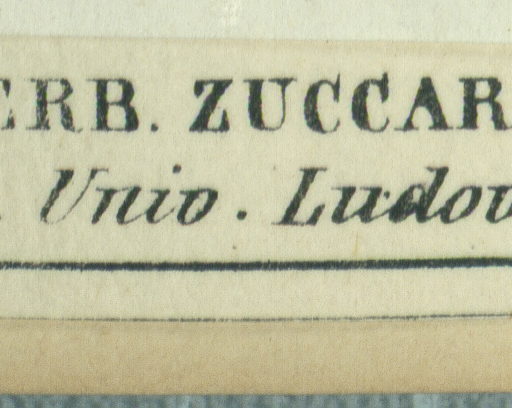 ERB. ZUCCAR
. Unio. Ludov